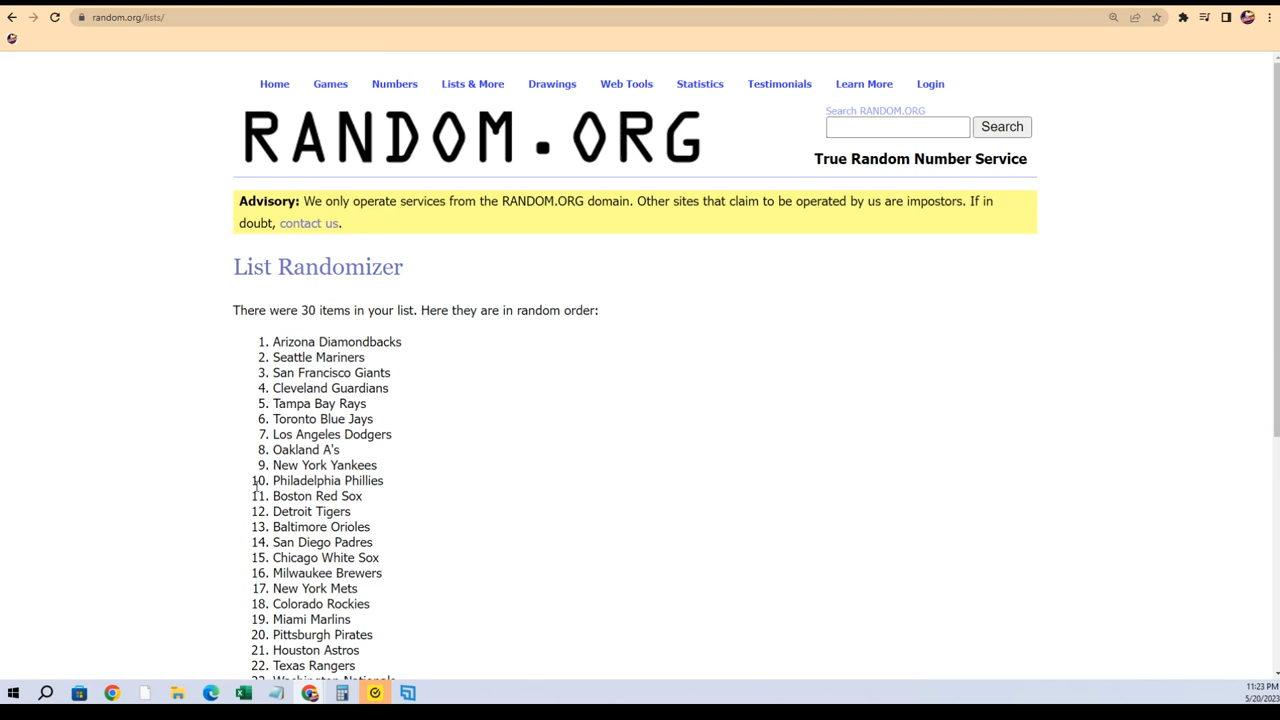 random.org/lists/
Home Games Numbers Lists & More Drawings Web Tools Statistics Testimonials Learn More Login
RANDOM.ORG
Search RANDOM.ORG
Search
True Random Number Service
Advisory: We only operate services from the RANDOM.ORG domain. Other sites that claim to be operated by us are impostors. If in
doubt, contact us.
List Randomizer
There were 30 items in your list. Here they are in random order:
1. Arizona Diamondbacks
2. Seattle Mariners
3. San Francisco Giants
4. Cleveland Guardians
5. Tampa Bay Rays
6. Toronto Blue Jays
7. Los Angeles Dodgers
8. Oakland A's
9. New York Yankees
10. Philadelphia Phillies
11. Boston Red Sox
12. Detroit Tigers
13. Baltimore Orioles
14. San Diego Padres
15. Chicago White Sox
16. Milwaukee Brewers
17. New York Mets
18. Colorado Rockies
19. Miami Marlins
20. Pittsburgh Pirates
21. Houston Astros
22. Texas Rangers
23. Washington Nationals
11:23 PM
5/20/2023